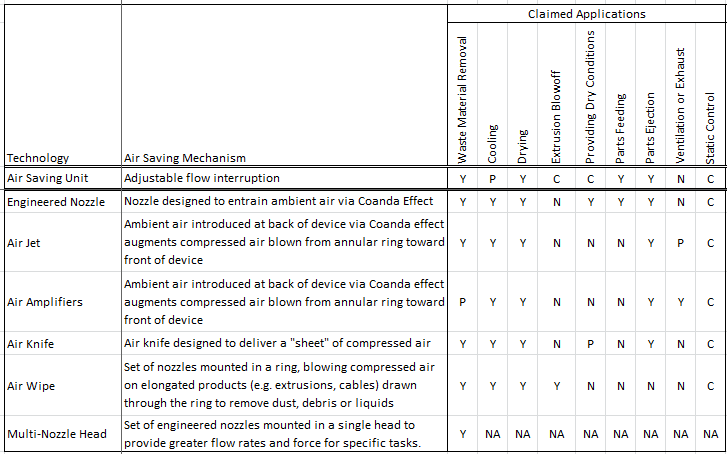 Claimed Applications
Technology Air Saving Mechanism Waste Material Removal Cooling Drying Extrusion Blowoff Providing Dry Conditions Parts Feeding Parts Ejection Ventilation or Exhaust Static Control
Air Saving Unit Adjustable flow interruption Y P Y C C Y Y N C
Engineered Nozzle Nozzle designed to entrain ambient air via Coanda Effect Y Y Y N Y Y Y N C
Ambient air introduced at back of device via Coanda effect
Air Jet augments compressed air blown from annular ring toward Y Y Y N N N Y P C
front of device
Ambient air introduced at back of device via Coanda effect
Air Amplifiers augments compressed air blown from annular ring toward P Y Y N N N Y Y C
front of device
Air Knife Air knife designed to deliver a "sheet" of compressed air Y Y Y N P N Y N C
Set of nozzles mounted in a ring, blowing compressed air
Air Wipe on elongated products (e.g. extrusions, cables) drawn Y Y Y Y N N N N C
through the ring to remove dust, debris or liquids
Set of engineered nozzles mounted in a single head to
Multi-Nozzle Head provide greater flow rates and force for specific tasks. Y NA NA NA NA NA NA NA NA